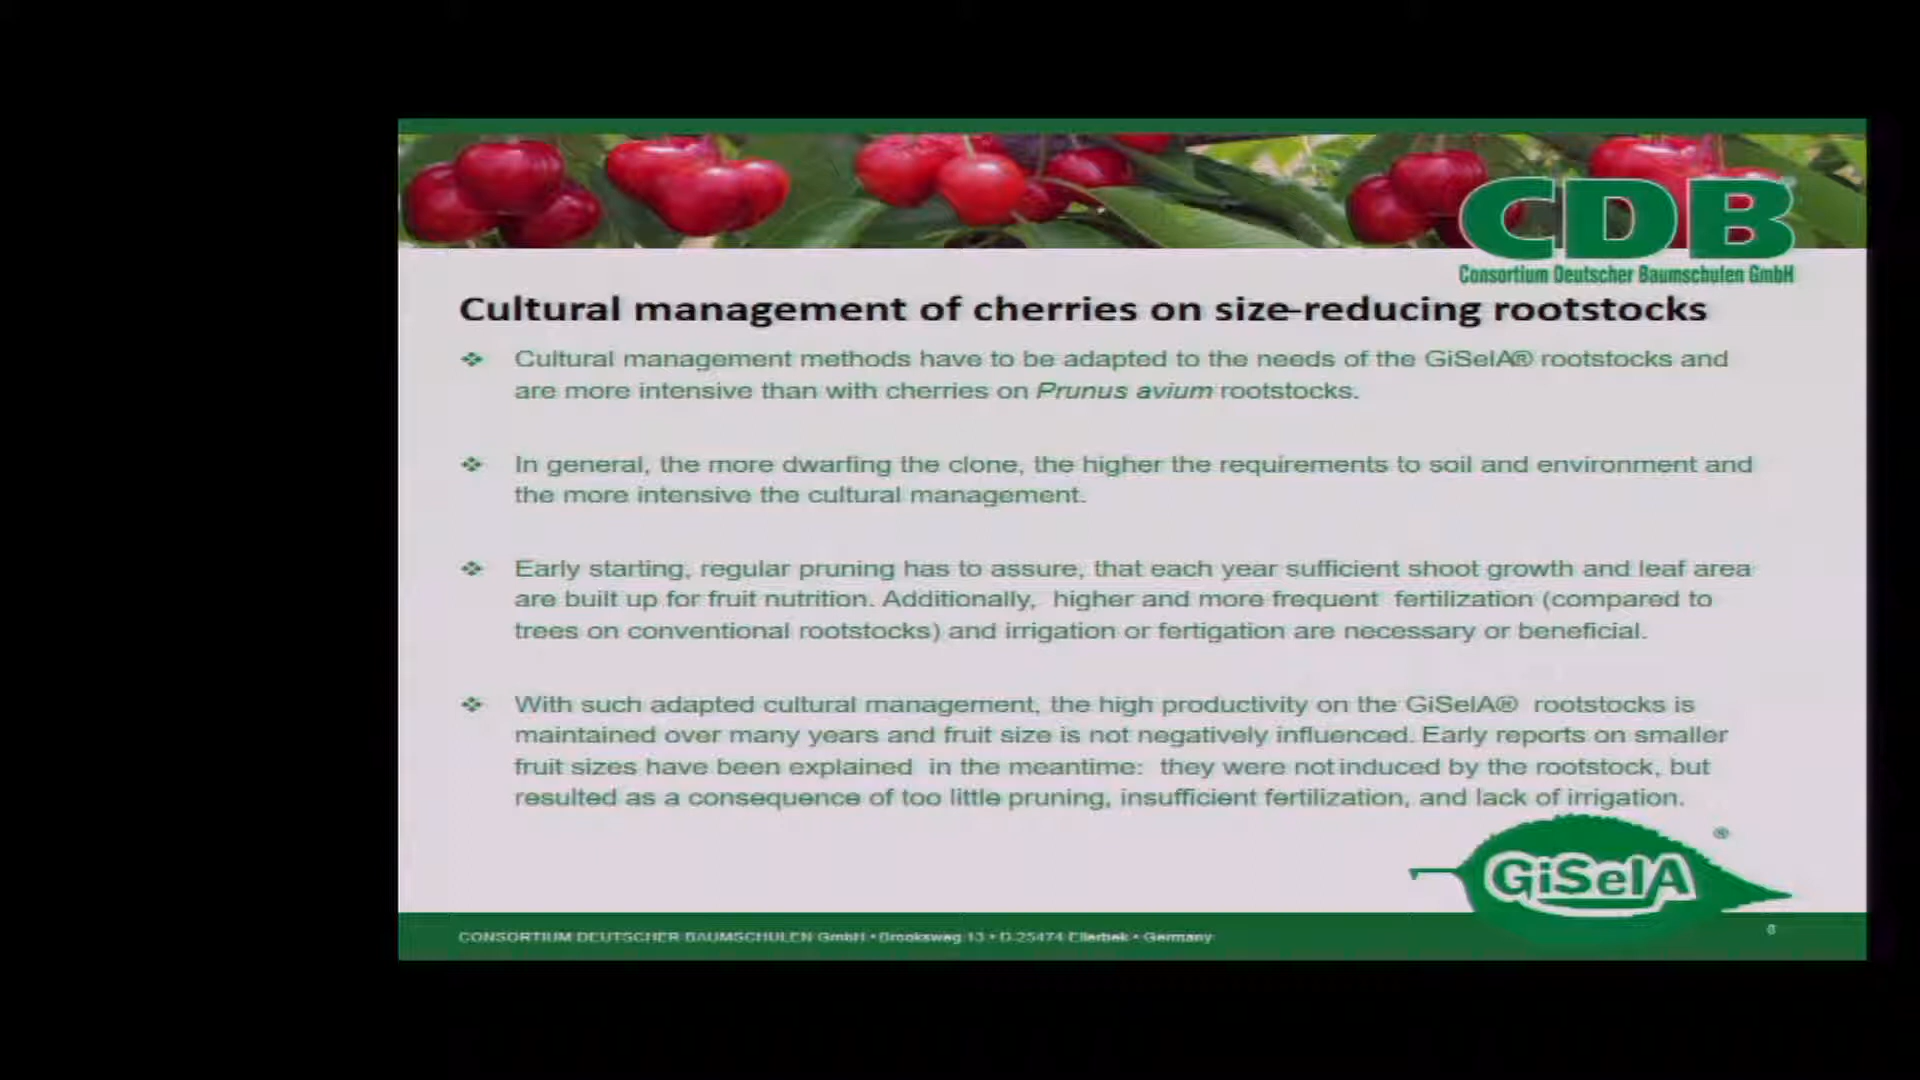 CDB
Consortium Deutscher Baumschulen GmbH
Cultural management of cherries on size-reducing rootstocks
❖ Cultural management methods have to be adapted to the needs of the GiSelA® rootstocks and
are more intensive than with cherries on Prunus avium rootstocks.
❖ In general, the more dwarfing the clone, the higher the requirements to soil and environment and
the more intensive the cultural management.
❖ Early starting, regular pruning has to assure, that each year sufficient shoot growth and leaf area
are built up for fruit nutrition. Additionally, higher and more frequent fertilization (compared to
trees on conventional rootstocks) and irrigation or fertigation are necessary or beneficial.
❖ With such adapted cultural management, the high productivity on the GiSelA® rootstocks is
maintained over many years and fruit size is not negatively influenced. Early reports on smaller
fruit sizes have been explained in the meantime: they were not induced by the rootstock, but
resulted as a consequence of too little pruning, insufficient fertilization, and lack of irrigation.
GiSelA ®
CONSORTIUM DEUTSCHER BAUMSCHULEN GmbH • Brooksweg 13 • D-25474 Ellerbek • Germany